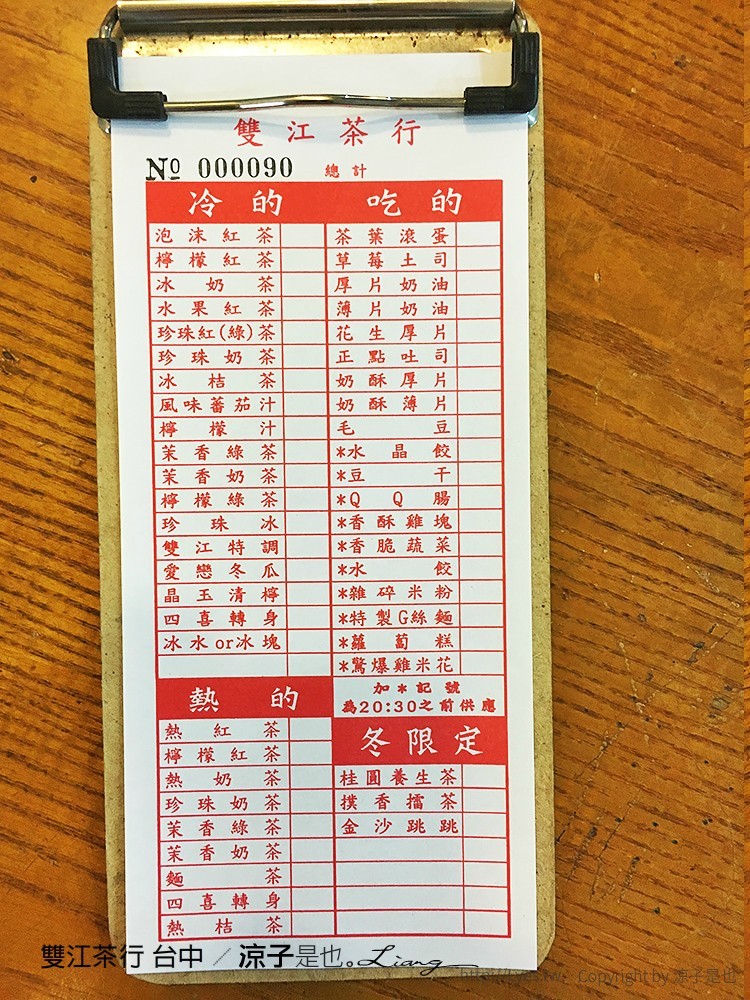 雙江茶行
№ 000090 總計
冷的
泡沫紅茶
檸檬紅茶
冰奶茶
水果紅茶
珍珠紅(綠)茶
珍珠奶茶
冰桔茶
風味蕃茄汁
檸檬汁
茉香綠茶
茉香奶茶
檸檬綠茶
珍珠冰
雙江特調
愛戀冬瓜
晶玉清檸
四喜轉身
冰水or冰塊
熱的
熱紅茶
檸檬紅茶
熱奶茶
珍珠奶茶
茉香綠茶
茉香奶茶
麵茶
四喜轉身
熱桔茶
吃的
茶葉滾蛋
草莓土司
厚片奶油
薄片奶油
花生厚片
正點吐司
奶酥厚片
奶酥薄片
毛豆
*水晶餃
*豆干
*QQ腸
*香酥雞塊
*香脆蔬菜
*水餃
*雜碎米粉
*特製G絲麵
*蘿蔔糕
*驚爆雞米花
加*記號
為20:30之前供應
冬限定
桂圓養生茶
撲香擂茶
金沙跳跳
雙江茶行 台中 / 涼子是也。Liang
Copyright by 涼子是也